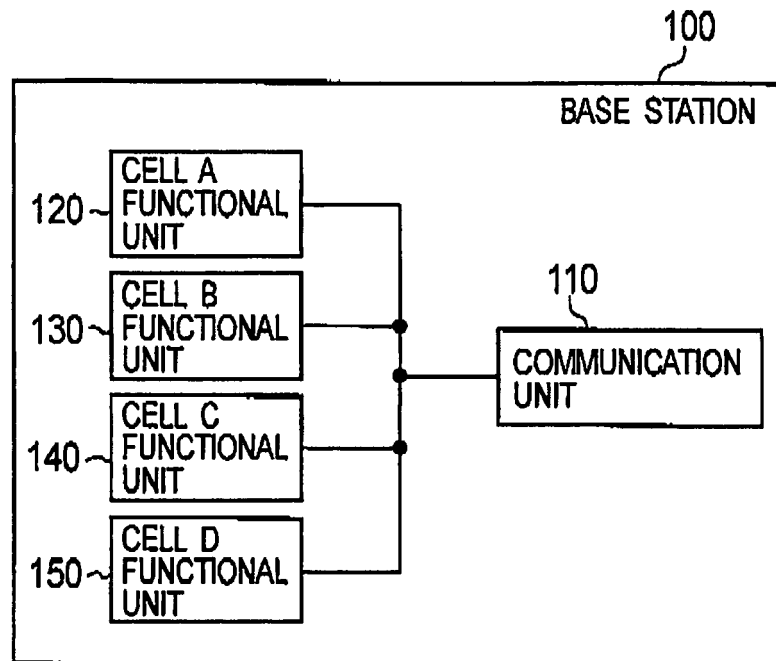 100
BASE STATION
120
CELL A
FUNCTIONAL
UNIT
130
CELL B
FUNCTIONAL
UNIT
110
COMMUNICATION
UNIT
140
CELL C
FUNCTIONAL
UNIT
150
CELL D
FUNCTIONAL
UNIT